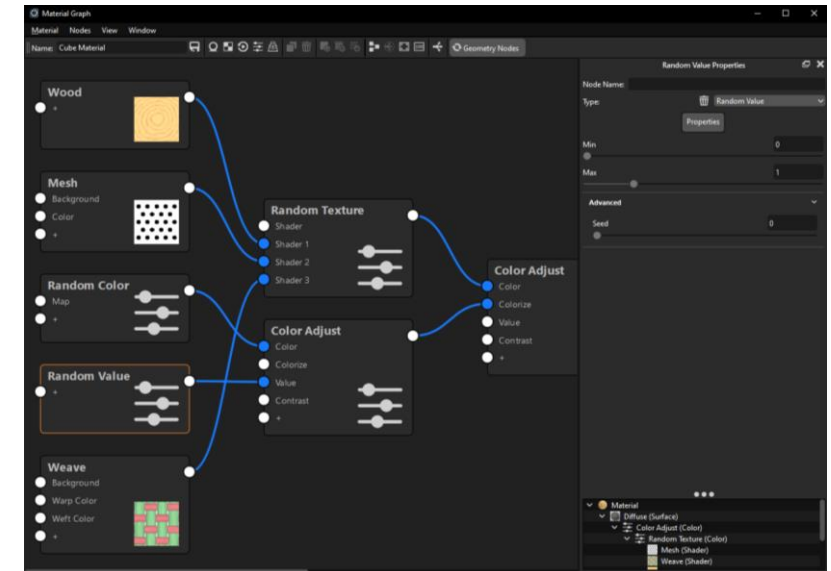 Material Graph
Material Nodes View Window
Name: Cube Material
Geometry Nodes
Wood
+
Mesh
Background
Color
+
Random Color
Map
+
Random Value
+
Weave
Background
Warp Color
Weft Color
+
Random Texture
Shader
Shader 1
Shader 2
Shader 3
Color Adjust
Color
Colorize
Value
Contrast
+
Color Adjust
Color
Colorize
Value
Contrast
+
Random Value Properties
Node Name:
Type: Random Value
Properties
Min 0
Max 1
Advanced
Seed 0
Material
Diffuse (Surface)
Color Adjust (Color)
Random Texture (Color)
Mesh (Shader)
Weave (Shader)